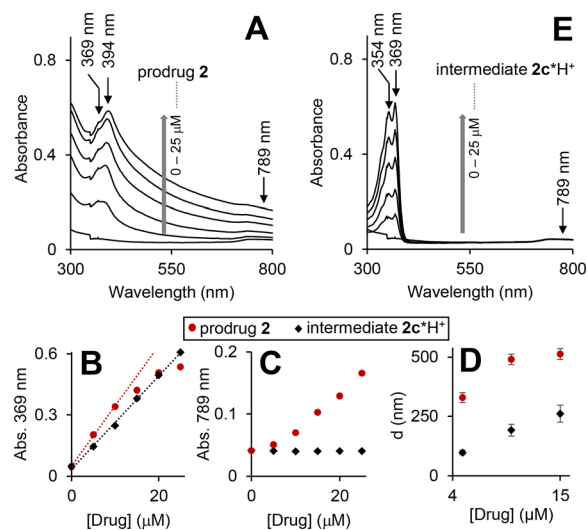 A
369 nm
394 nm
prodrug 2
0 – 25 μM
789 nm
Absorbance
0.8
0.4
0
300
550
800
Wavelength (nm)
E
354 nm
369 nm
intermediate 2c*H⁺
0 – 25 μM
789 nm
Absorbance
0.8
0.4
0
300
550
800
Wavelength (nm)
prodrug 2
intermediate 2c*H⁺
B
Abs. 369 nm
0.6
0.3
0
0
10
20
[Drug] (μM)
C
Abs. 789 nm
0.2
0.1
0
0
10
20
[Drug] (μM)
D
d (nm)
500
250
0
4
15
[Drug] (μM)